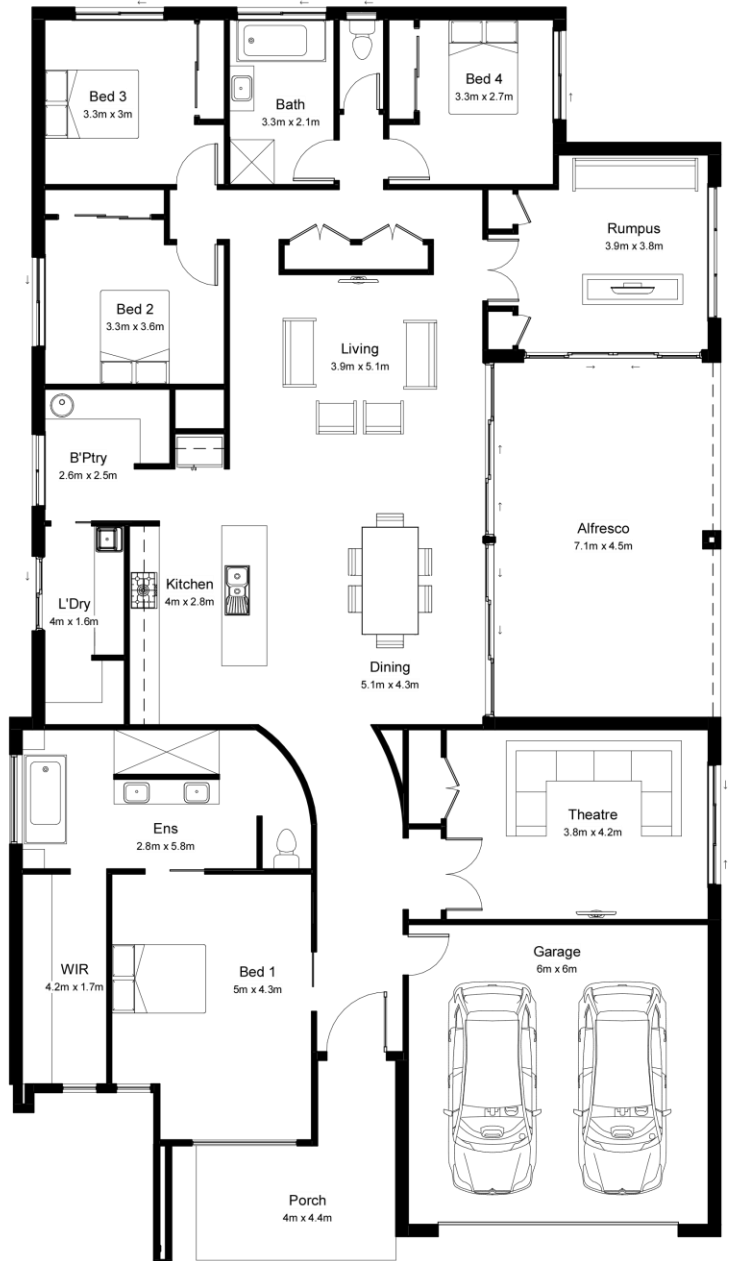 Bed 3
3.3m x 3m
Bath
3.3m x 2.1m
Bed 4
3.3m x 2.7m
Rumpus
3.9m x 3.8m
Bed 2
3.3m x 3.6m
Living
3.9m x 5.1m
B'Ptry
2.6m x 2.5m
Alfresco
7.1m x 4.5m
Kitchen
4m x 2.8m
L'Dry
4m x 1.6m
Dining
5.1m x 4.3m
Ens
2.8m x 5.8m
Theatre
3.8m x 4.2m
WIR
4.2m x 1.7m
Bed 1
5m x 4.3m
Garage
6m x 6m
Porch
4m x 4.4m